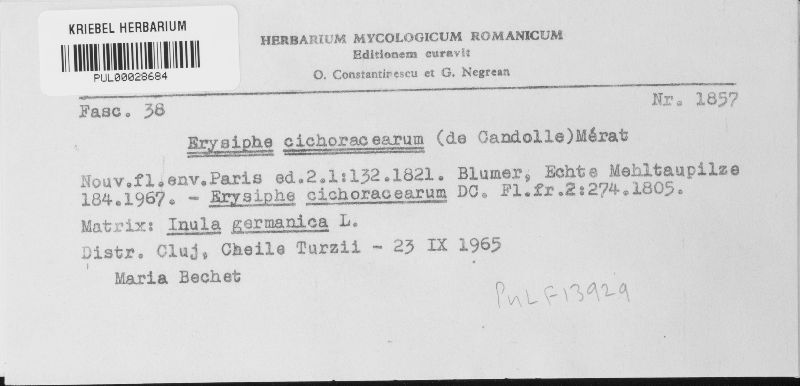 KRIEBEL HERBARIUM
PUL00028684
HERBARIUM MYCOLOGICUM ROMANICUM
Editionem curavit
O. Constantinescu et G. Negrean
Fasc. 38
Nr. 1857
Erysiphe cichoracearum (de Candolle)Mérat
Nouv.fl.env.Paris ed.2.1:132.1821. Blumer, Echte Mehltaupilze
184.1967. - Erysiphe cichoracearum DC. Fl.fr.2:274.1805.
Matrix: Inula germanica L.
Distr. Cluj, Cheile Turzii - 23 IX 1965
Maria Bechet
PUL F13929